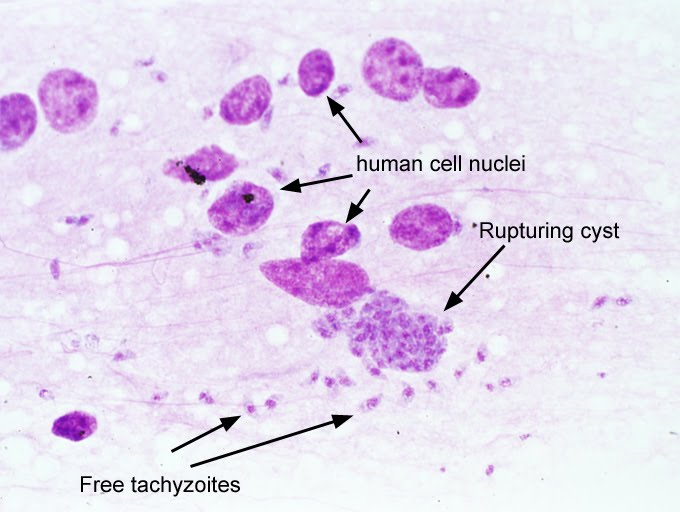 human cell nuclei
Rupturing cyst
Free tachyzoites